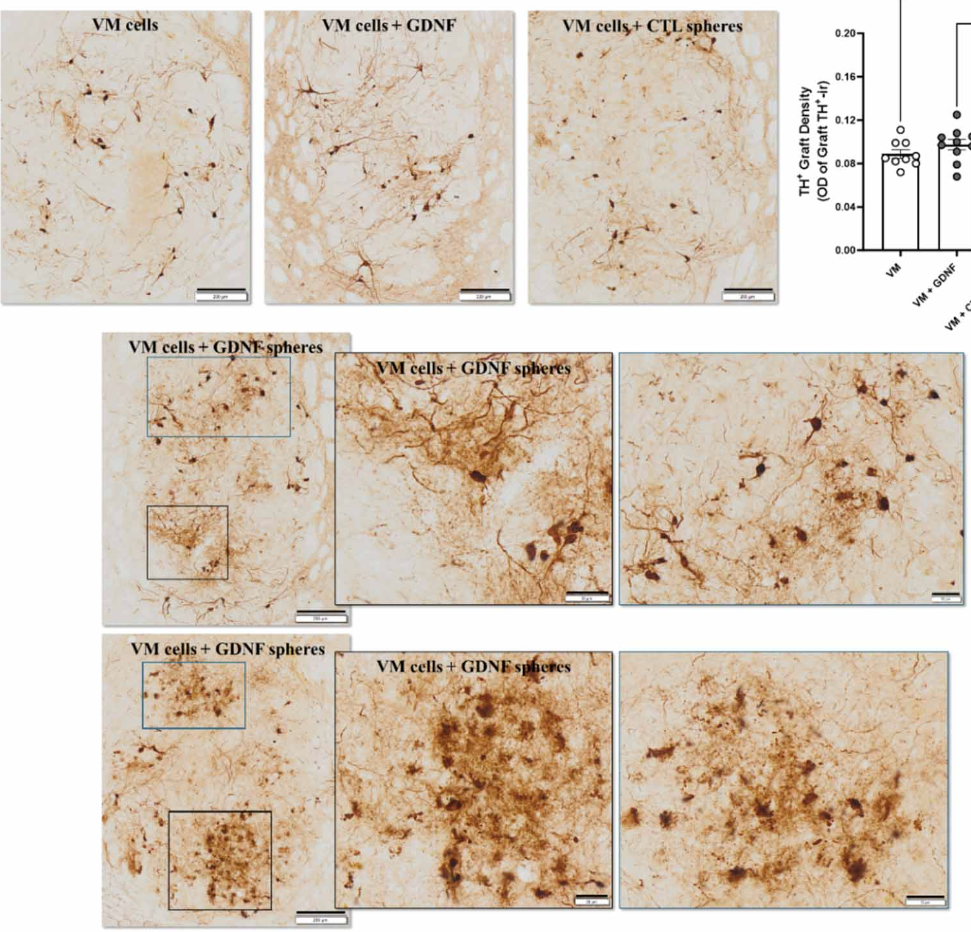 VM cells
VM cells + GDNF
VM cells + CTL spheres
200 µm
TH⁺ Graft Density
(OD of Graft TH⁺-ir)
0.20
0.16
0.12
0.08
0.04
0.00
VM
VM + GDNF
VM cells + GDNF spheres
VM cells + GDNF spheres
VM cells + GDNF spheres
VM cells + GDNF spheres